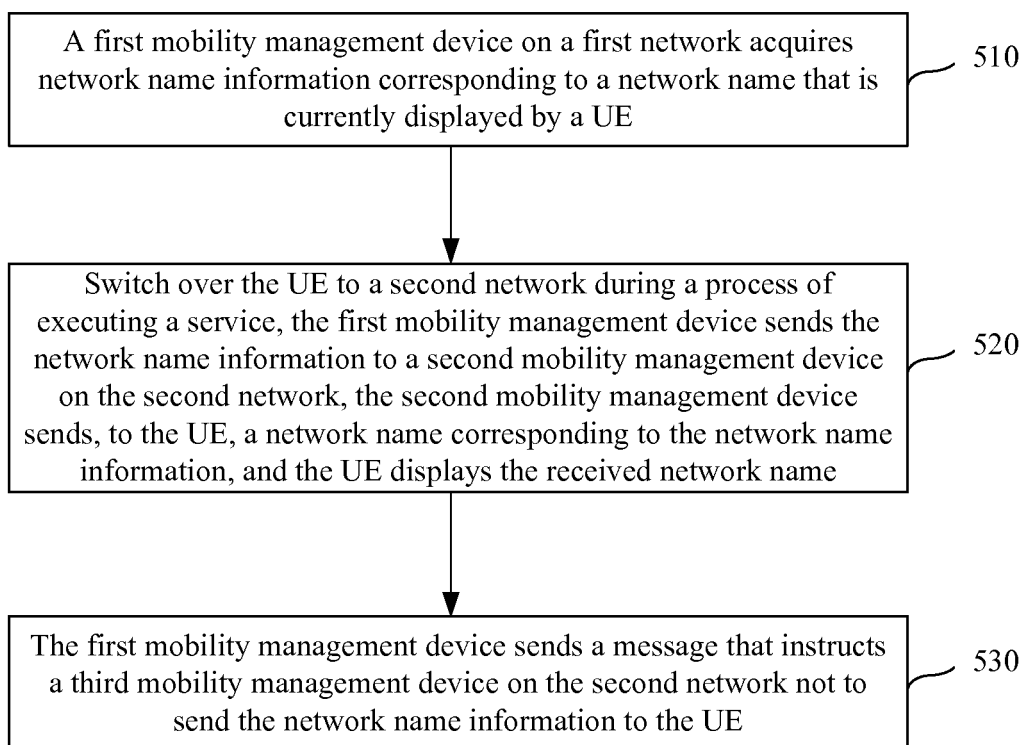 A first mobility management device on a first network acquires
network name information corresponding to a network name that is
currently displayed by a UE
510
Switch over the UE to a second network during a process of
executing a service, the first mobility management device sends the
network name information to a second mobility management device
on the second network, the second mobility management device
sends, to the UE, a network name corresponding to the network name
information, and the UE displays the received network name
520
The first mobility management device sends a message that instructs
a third mobility management device on the second network not to
send the network name information to the UE
530